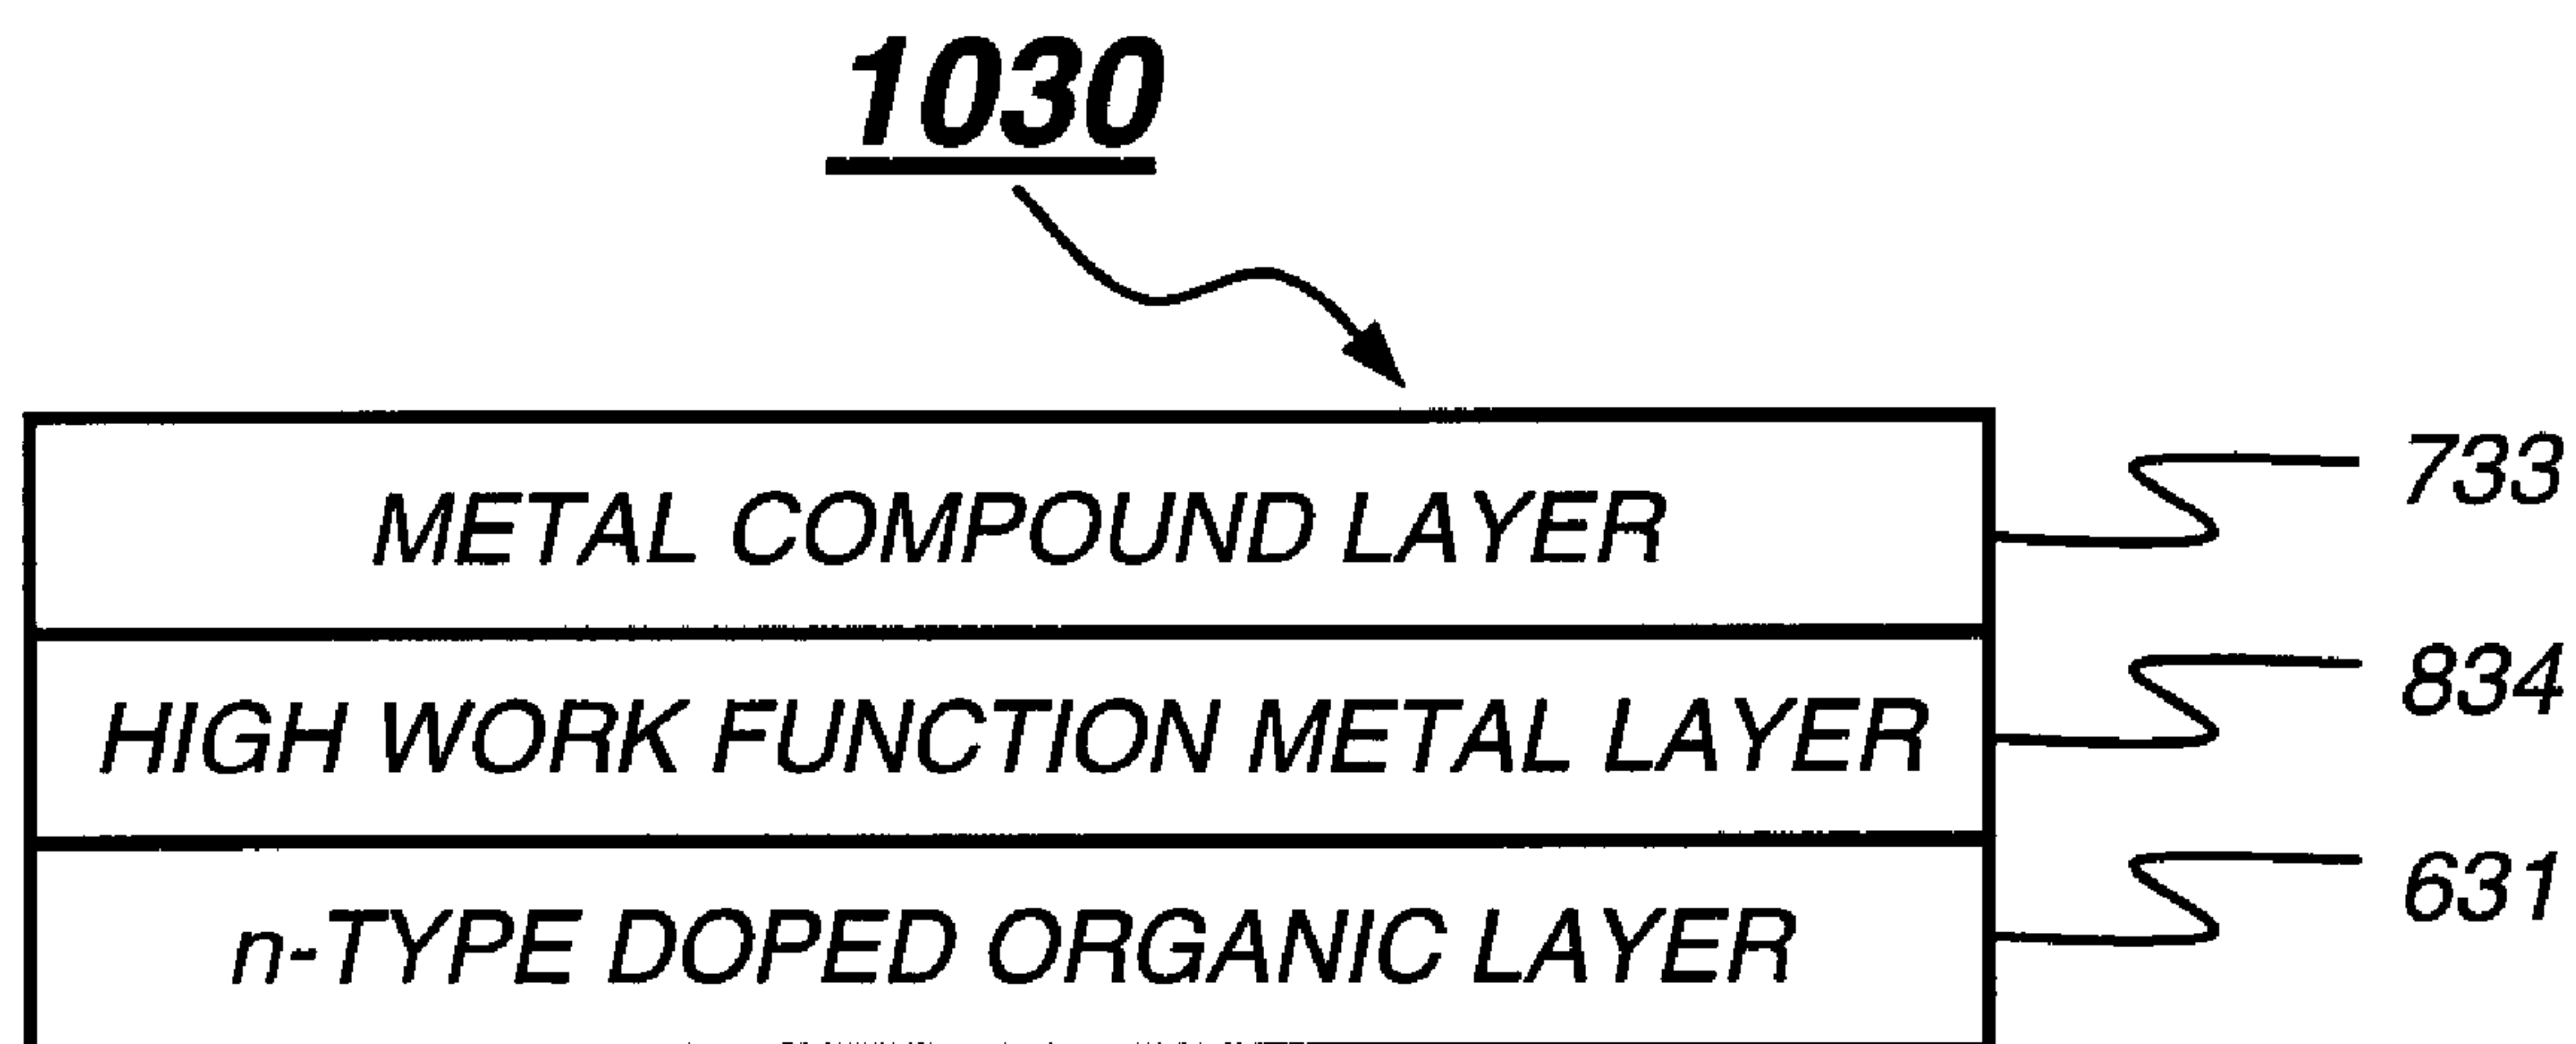 1030
METAL COMPOUND LAYER
733
HIGH WORK FUNCTION METAL LAYER
834
n-TYPE DOPED ORGANIC LAYER
631